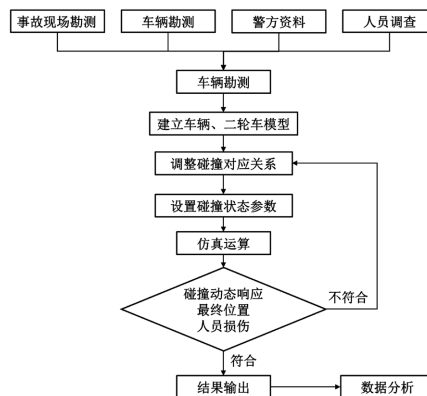 事故现场勘测
车辆勘测
警方资料
人员调查
车辆勘测
建立车辆、二轮车模型
调整碰撞对应关系
设置碰撞状态参数
仿真运算
碰撞动态响应
最终位置
人员损伤
不符合
符合
结果输出
数据分析